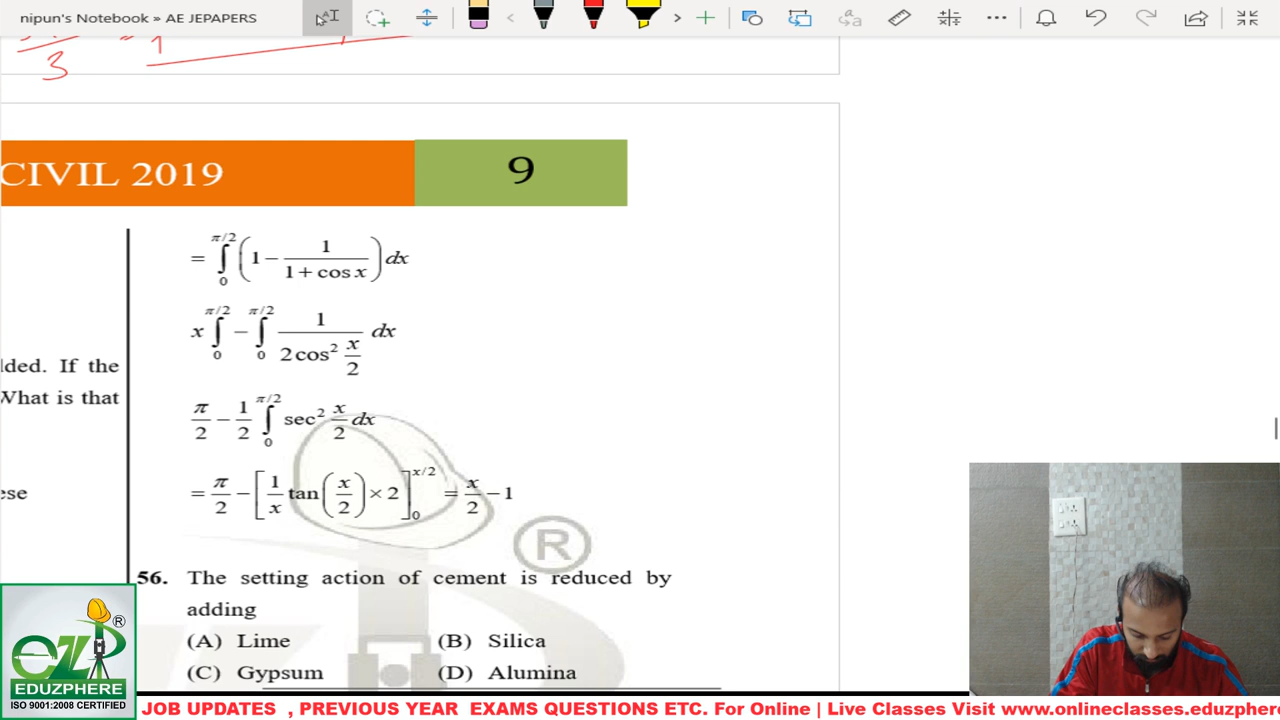 nipun's Notebook » AE JEPAPERS
3
CIVIL 2019
9
= ∫₀^{π/2} (1 − 1/(1 + cos x)) dx
x ∫₀^{π/2} − ∫₀^{π/2} 1/(2cos² x/2) dx
lded. If the
What is that
π/2 − 1/2 ∫₀^{π/2} sec² x/2 dx
ese
= π/2 − [1/x tan(x/2) × 2]₀^{x/2} = x/2 − 1
®
56. The setting action of cement is reduced by
adding
(A) Lime (B) Silica
(C) Gypsum (D) Alumina
EZ ®
EDUZPHERE
ISO 9001:2008 CERTIFIED
JOB UPDATES , PREVIOUS YEAR EXAMS QUESTIONS ETC. For Online | Live Classes Visit www.onlineclasses.eduzphere